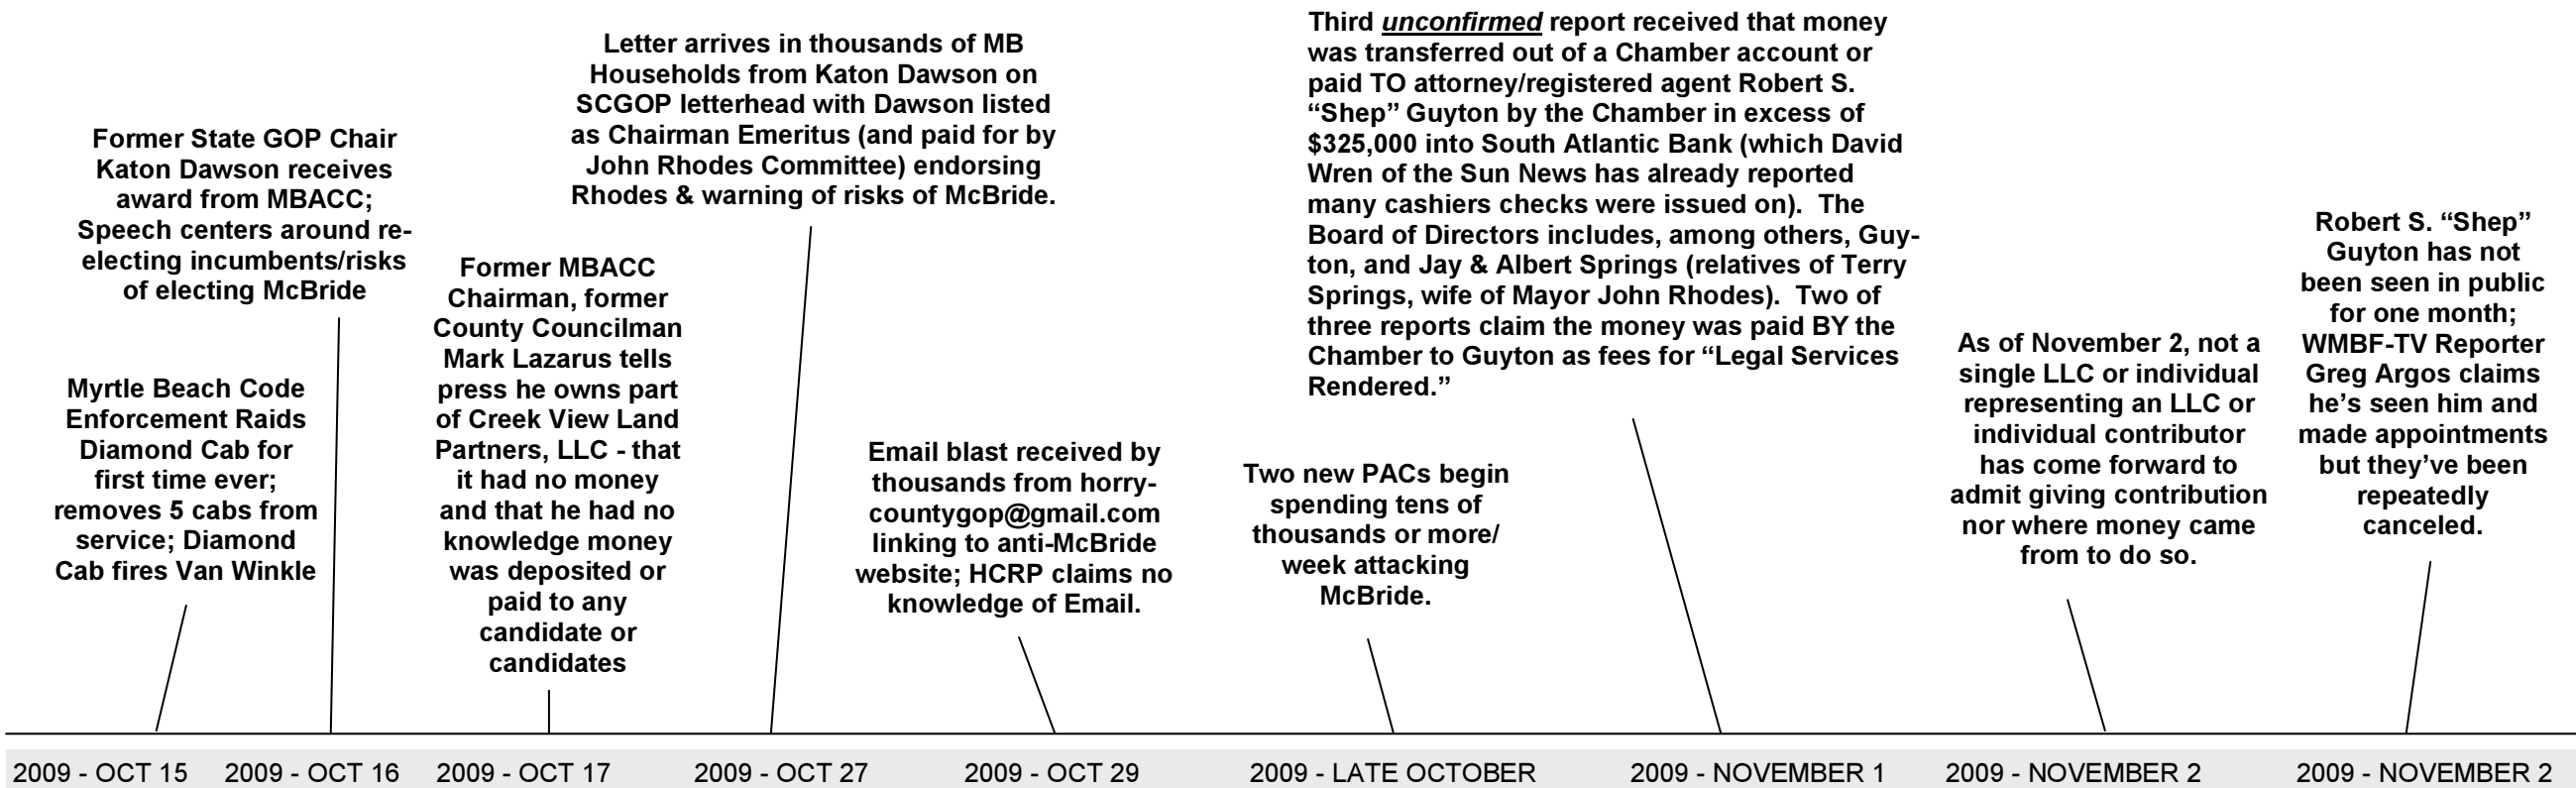 Former State GOP Chair
Katon Dawson receives
award from MBACC;
Speech centers around re-
electing incumbents/risks
of electing McBride
Myrtle Beach Code
Enforcement Raids
Diamond Cab for
first time ever;
removes 5 cabs from
service; Diamond
Cab fires Van Winkle
Former MBACC
Chairman, former
County Councilman
Mark Lazarus tells
press he owns part
of Creek View Land
Partners, LLC - that
it had no money
and that he had no
knowledge money
was deposited or
paid to any
candidate or
candidates
Letter arrives in thousands of MB
Households from Katon Dawson on
SCGOP letterhead with Dawson listed
as Chairman Emeritus (and paid for by
John Rhodes Committee) endorsing
Rhodes & warning of risks of McBride.
Email blast received by
thousands from horry-
countygop@gmail.com
linking to anti-McBride
website; HCRP claims no
knowledge of Email.
Two new PACs begin
spending tens of
thousands or more/
week attacking
McBride.
Third unconfirmed report received that money
was transferred out of a Chamber account or
paid TO attorney/registered agent Robert S.
“Shep” Guyton by the Chamber in excess of
$325,000 into South Atlantic Bank (which David
Wren of the Sun News has already reported
many cashiers checks were issued on).  The
Board of Directors includes, among others, Guy-
ton, and Jay & Albert Springs (relatives of Terry
Springs, wife of Mayor John Rhodes).  Two of
three reports claim the money was paid BY the
Chamber to Guyton as fees for “Legal Services
Rendered.”
As of November 2, not a
single LLC or individual
representing an LLC or
individual contributor
has come forward to
admit giving contribution
nor where money came
from to do so.
Robert S. “Shep”
Guyton has not
been seen in public
for one month;
WMBF-TV Reporter
Greg Argos claims
he’s seen him and
made appointments
but they’ve been
repeatedly
canceled.
2009 - OCT 15
2009 - OCT 16
2009 - OCT 17
2009 - OCT 27
2009 - OCT 29
2009 - LATE OCTOBER
2009 - NOVEMBER 1
2009 - NOVEMBER 2
2009 - NOVEMBER 2